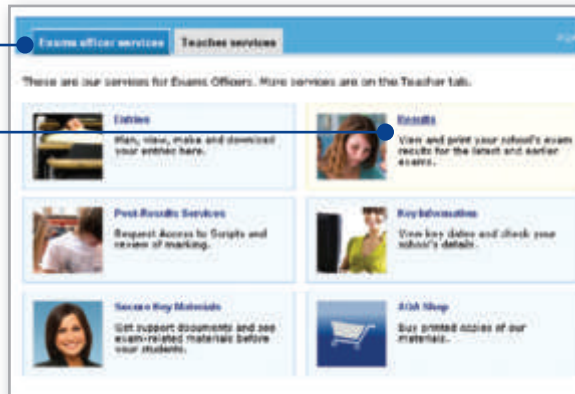 Exams officer services
Teacher services
These are our services for Exams Officers. More services are on the Teacher tab.
Entries
Plan, view, make and download
your entries here.
Results
View and print your school's exam
results for the latest and earlier
exams.
Post-Results Services
Request Access to Scripts and
review of marking.
Key Information
View key dates and check your
school's details.
Secure Key Materials
Get support documents and see
exam-related materials before
your students.
AQA Shop
Buy printed copies of our
materials.